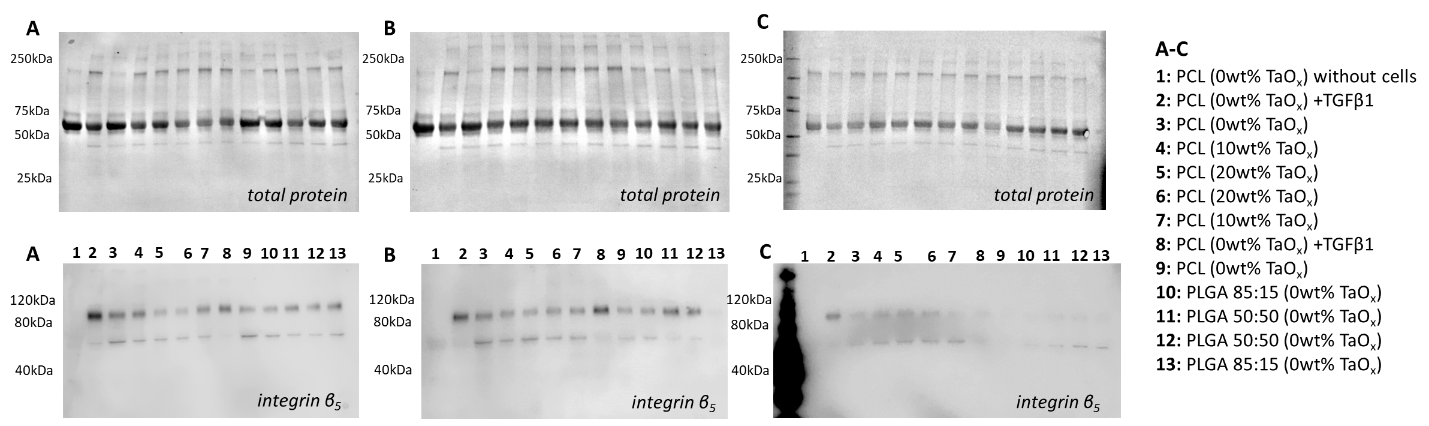 A
250kDa
75kDa
50kDa
25kDa
total protein
B
250kDa
75kDa
50kDa
25kDa
total protein
C
250kDa
75kDa
50kDa
25kDa
total protein
A
1 2 3 4 5 6 7 8 9 10 11 12 13
120kDa
80kDa
40kDa
integrin β5
B
1 2 3 4 5 6 7 8 9 10 11 12 13
120kDa
80kDa
40kDa
integrin β5
C
1 2 3 4 5 6 7 8 9 10 11 12 13
120kDa
80kDa
40kDa
integrin β5
A-C
1: PCL (0wt% TaOx) without cells
2: PCL (0wt% TaOx) +TGFβ1
3: PCL (0wt% TaOx)
4: PCL (10wt% TaOx)
5: PCL (20wt% TaOx)
6: PCL (20wt% TaOx)
7: PCL (10wt% TaOx)
8: PCL (0wt% TaOx) +TGFβ1
9: PCL (0wt% TaOx)
10: PLGA 85:15 (0wt% TaOx)
11: PLGA 50:50 (0wt% TaOx)
12: PLGA 50:50 (0wt% TaOx)
13: PLGA 85:15 (0wt% TaOx)